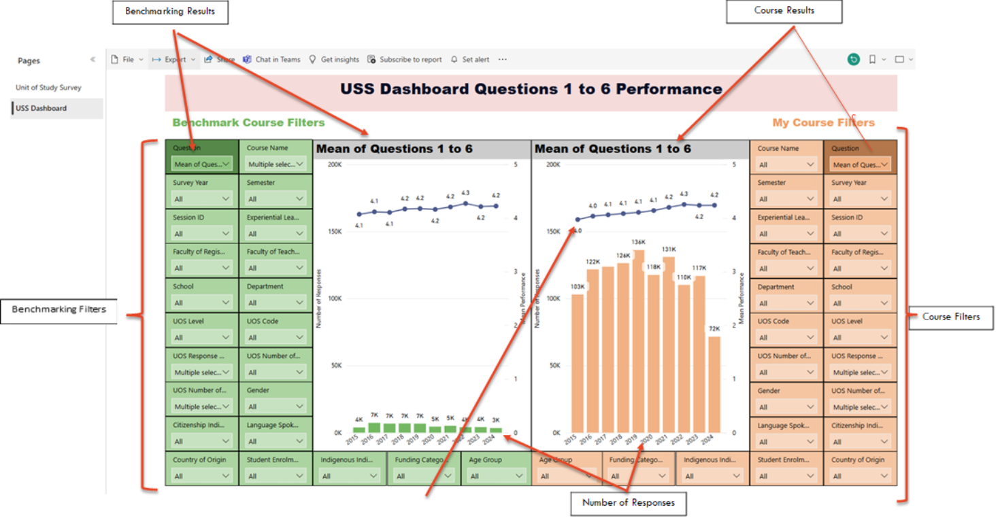 Benchmarking Results
Course Results
Pages
File
Export
Share
Chat in Teams
Get insights
Subscribe to report
Set alert
Unit of Study Survey
USS Dashboard
USS Dashboard Questions 1 to 6 Performance
Benchmark Course Filters
My Course Filters
Question
Mean of Ques...
Course Name
Multiple selec...
Survey Year
All
Semester
All
Session ID
All
Experiential Lea...
All
Faculty of Regis...
All
Faculty of Teach...
All
School
All
Department
All
UOS Level
All
UOS Code
All
UOS Response ...
Multiple selec...
UOS Number of...
All
UOS Number of...
Multiple selec...
Gender
All
Citizenship Indi...
All
Language Spok...
All
Country of Origin
All
Student Enrolm...
All
Mean of Questions 1 to 6
200K
150K
100K
50K
0K
Number of Responses
5
4
3
2
1
0
Mean Performance
4.1
4.1
4.1
4.2
4.2
4.2
4.2
4.3
4.2
4.2
4K
7K
7K
7K
7K
5K
5K
4K
4K
3K
2015
2016
2017
2018
2019
2020
2021
2022
2023
2024
Indigenous Indi...
All
Funding Catego...
All
Age Group
All
Mean of Questions 1 to 6
200K
150K
100K
50K
0K
Number of Responses
5
4
3
2
1
0
Mean Performance
4.0
4.0
4.1
4.1
4.1
4.1
4.2
4.3
4.2
4.2
103K
122K
126K
136K
118K
131K
110K
117K
72K
2015
2016
2017
2018
2019
2020
2021
2022
2023
2024
Age Group
All
Funding Catego...
All
Indigenous Indi...
All
Course Name
All
Question
Mean of Ques...
Semester
All
Survey Year
All
Experiential Lea...
All
Session ID
All
Faculty of Teach...
All
Faculty of Regis...
All
Department
All
School
All
UOS Code
All
UOS Level
All
UOS Number of...
All
UOS Response ...
Multiple selec...
Gender
All
UOS Number of...
Multiple selec...
Language Spok...
All
Citizenship Indi...
All
Student Enrolm...
All
Country of Origin
All
Benchmarking Filters
Course Filters
Number of Responses